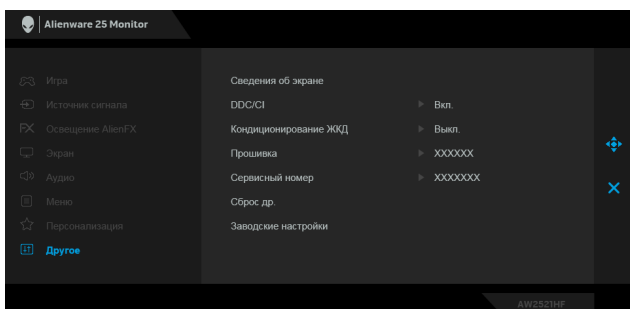 Alienware 25 Monitor
Игра
Источник сигнала
FX Освещение AlienFX
Экран
Аудио
Меню
Персонализация
Другое
Сведения об экране
DDC/CI Вкл.
Кондиционирование ЖКД Выкл.
Прошивка XXXXXX
Сервисный номер XXXXXXX
Сброс др.
Заводские настройки
AW2521HF